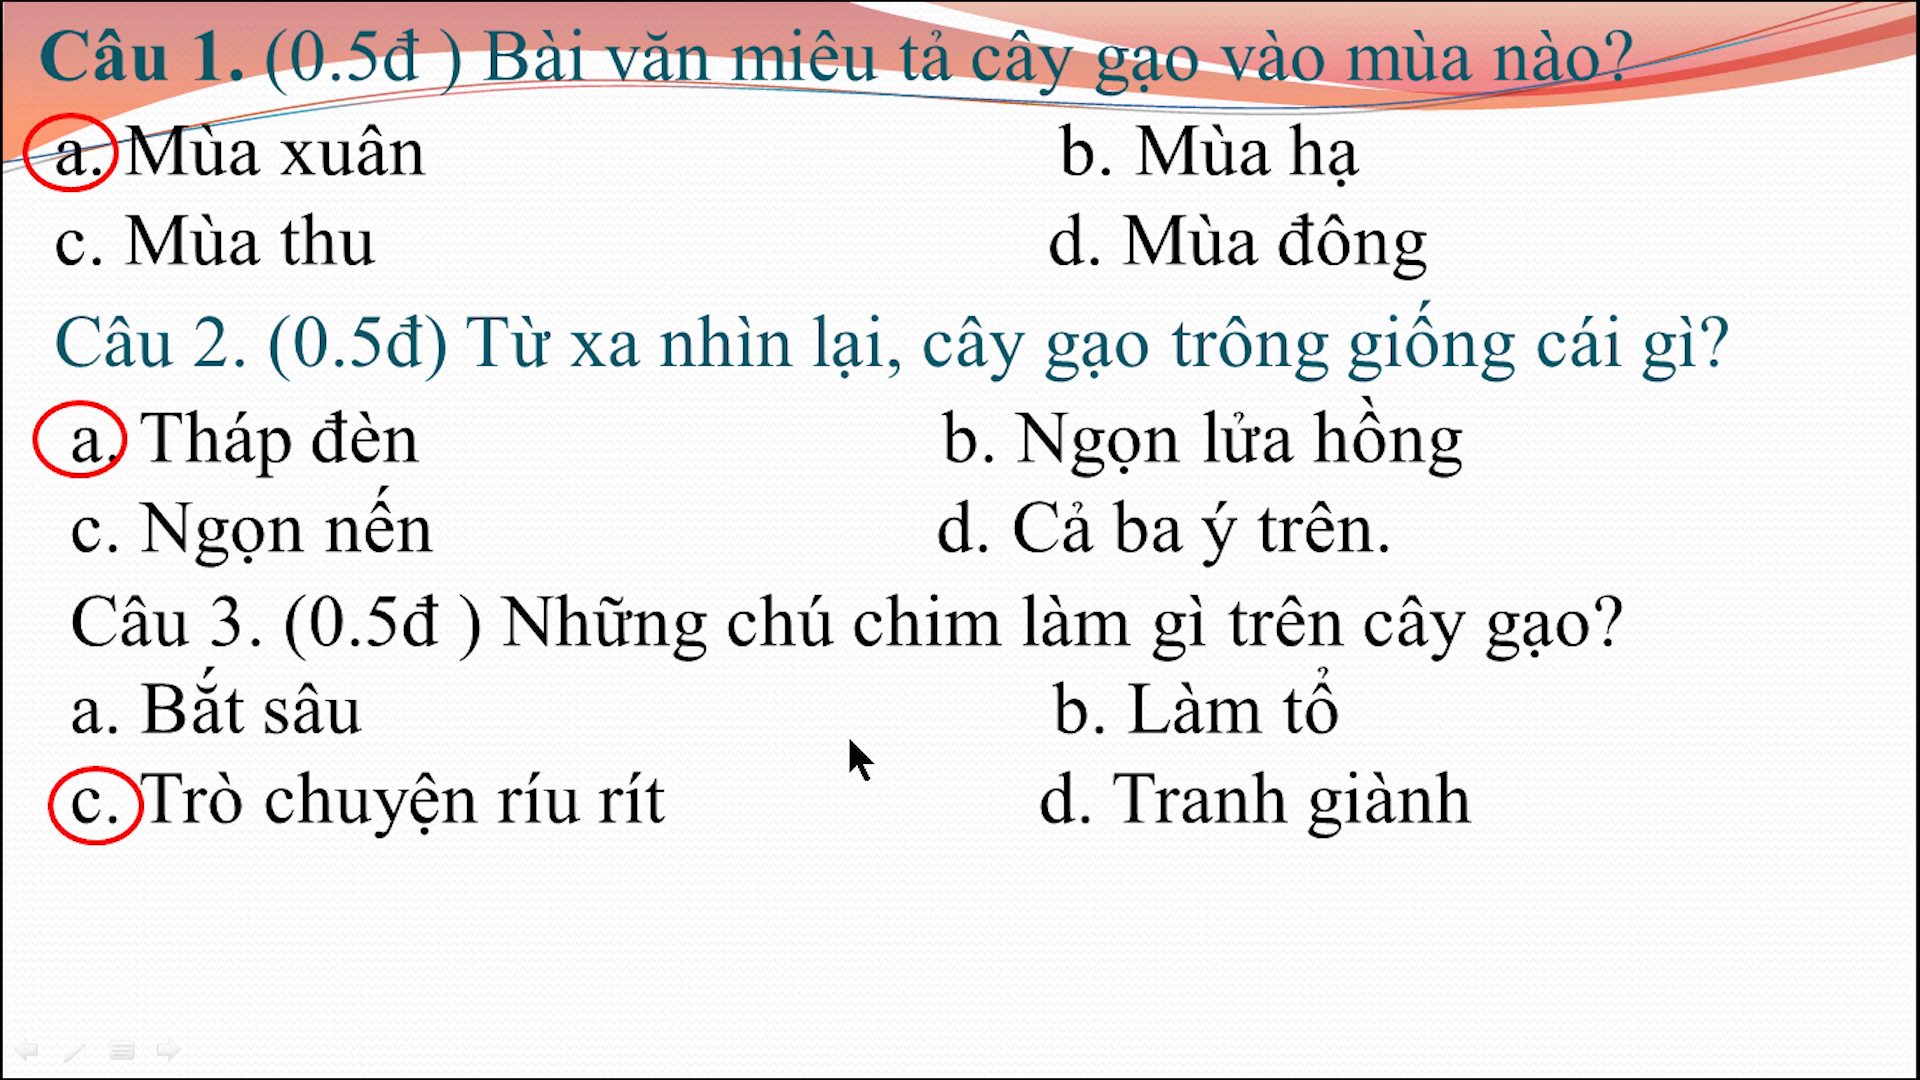 Câu 1. (0.5đ ) Bài văn miêu tả cây gạo vào mùa nào?
a. Mùa xuân b. Mùa hạ
c. Mùa thu d. Mùa đông
Câu 2. (0.5đ) Từ xa nhìn lại, cây gạo trông giống cái gì?
a. Tháp đèn b. Ngọn lửa hồng
c. Ngọn nến d. Cả ba ý trên.
Câu 3. (0.5đ ) Những chú chim làm gì trên cây gạo?
a. Bắt sâu b. Làm tổ
c. Trò chuyện ríu rít d. Tranh giành